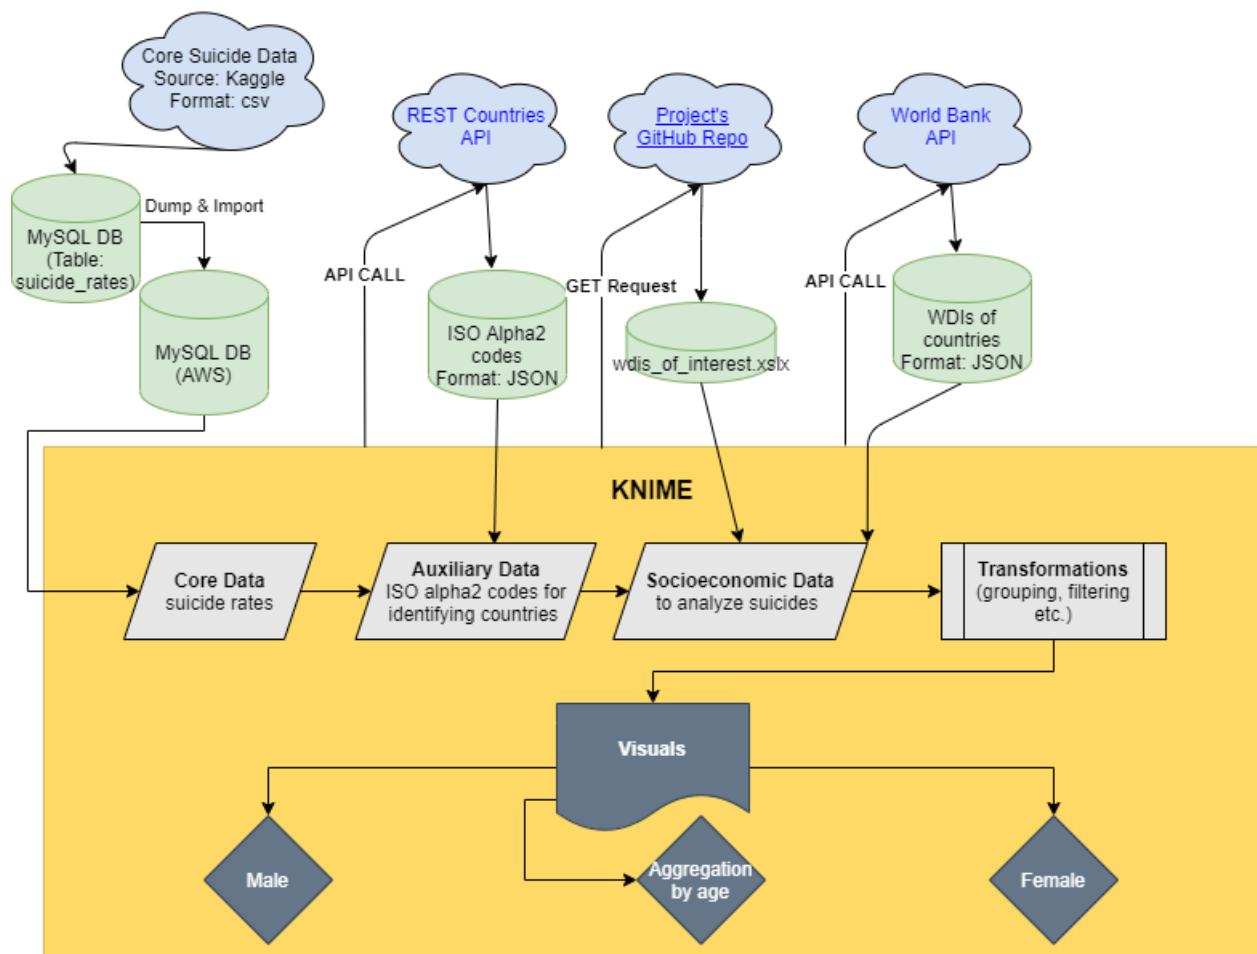 Core Suicide Data
Source: Kaggle
Format: csv
REST Countries
API
Project's
GitHub Repo
World Bank
API
MySQL DB
(Table:
suicide_rates)
Dump & Import
MySQL DB
(AWS)
API CALL
ISO Alpha2
codes
Format: JSON
GET Request
wdis_of_interest.xslx
API CALL
WDIs of
countries
Format: JSON
KNIME
Core Data
suicide rates
Auxiliary Data
ISO alpha2 codes for
identifying countries
Socioeconomic Data
to analyze suicides
Transformations
(grouping, filtering
etc.)
Visuals
Male
Aggregation
by age
Female